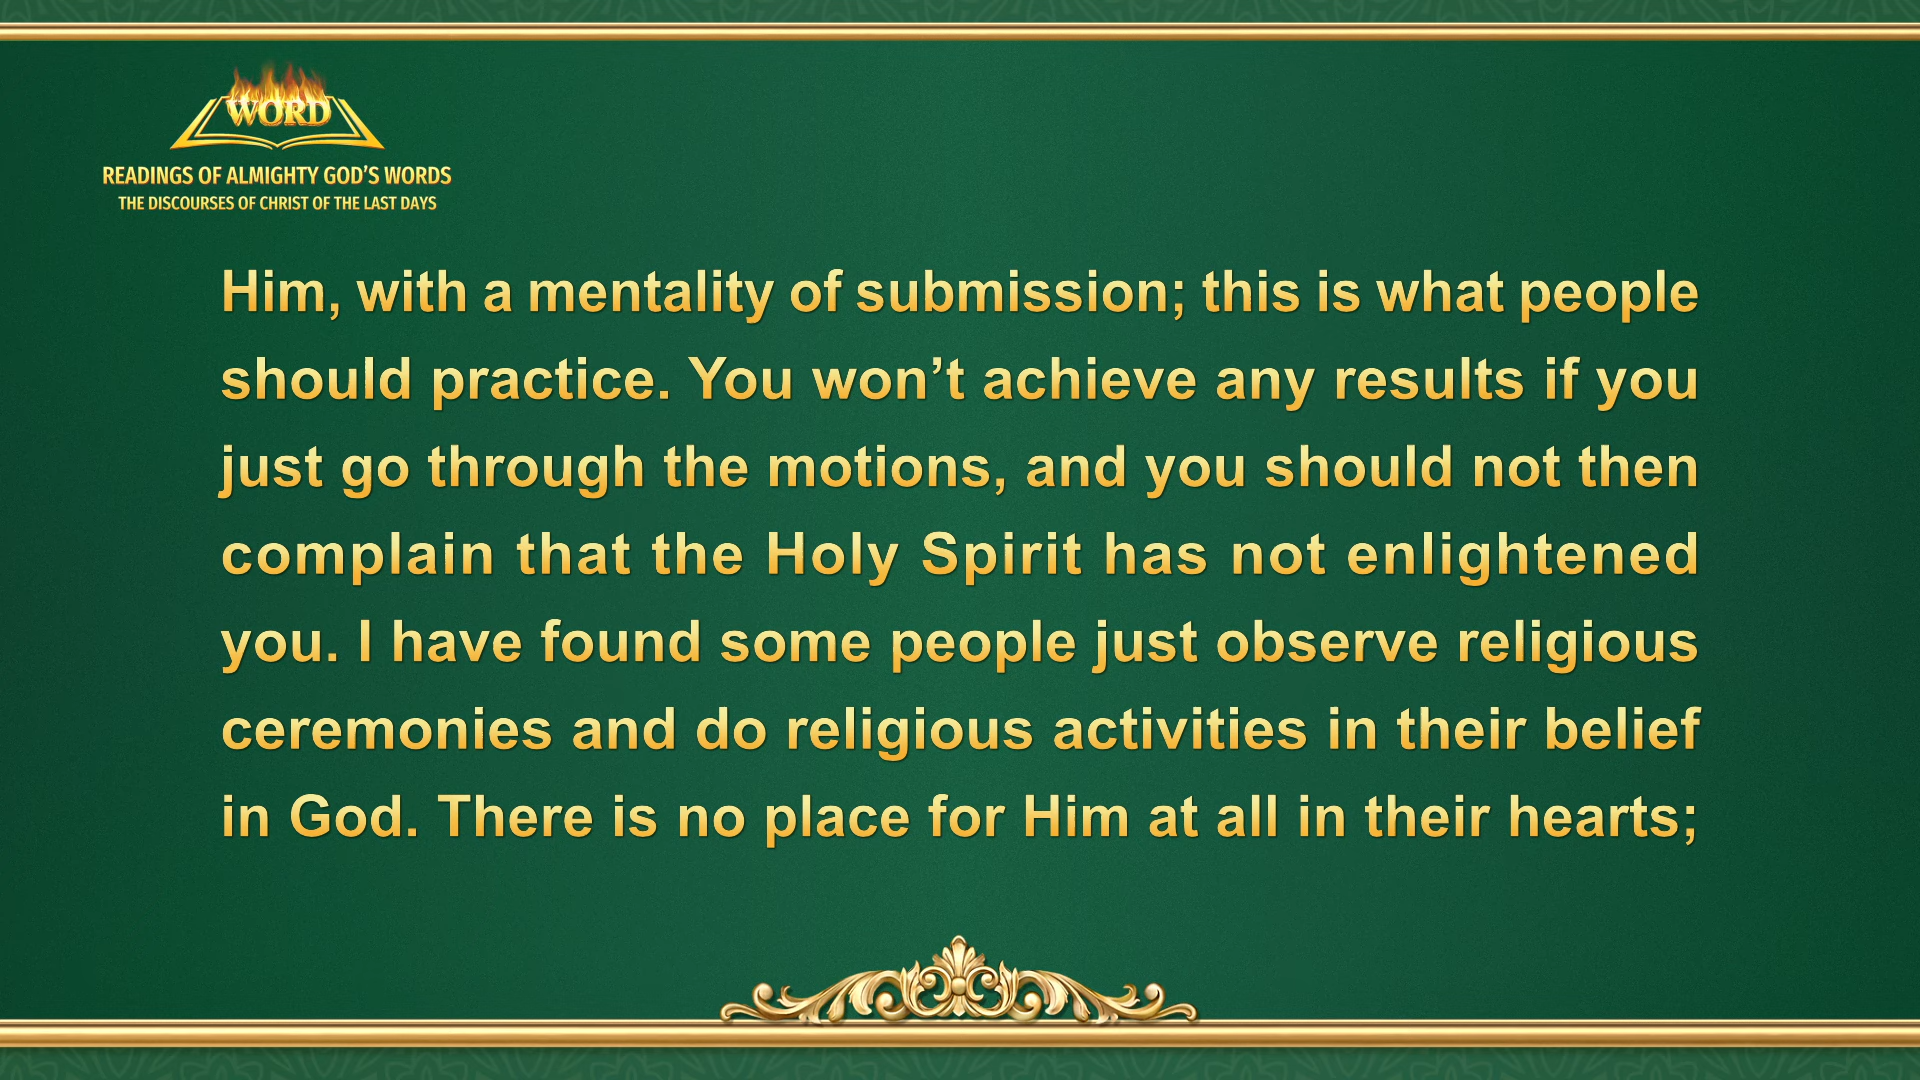 WORD
READINGS OF ALMIGHTY GOD’S WORDS
THE DISCOURSES OF CHRIST OF THE LAST DAYS
Him, with a mentality of submission; this is what people
should practice. You won’t achieve any results if you
just go through the motions, and you should not then
complain that the Holy Spirit has not enlightened
you. I have found some people just observe religious
ceremonies and do religious activities in their belief
in God. There is no place for Him at all in their hearts;